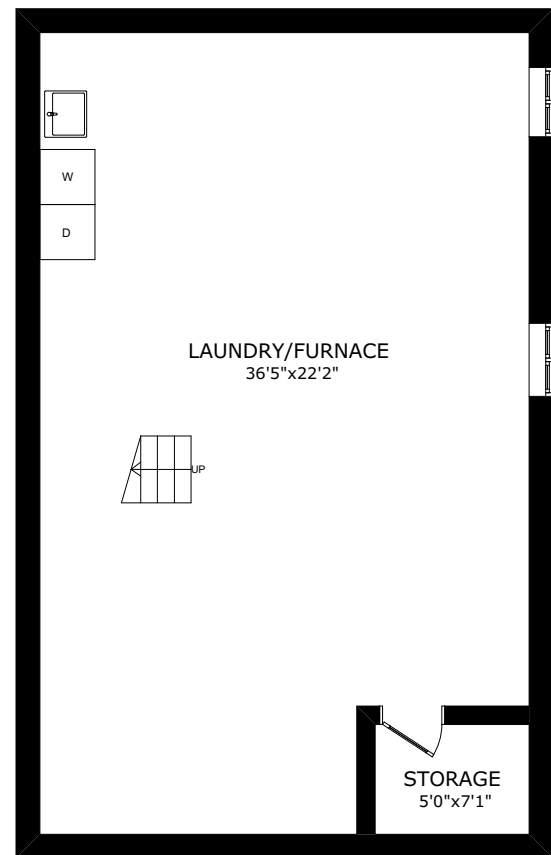 W
D
LAUNDRY/FURNACE
36'5"x22'2"
UP
STORAGE
5'0"x7'1"